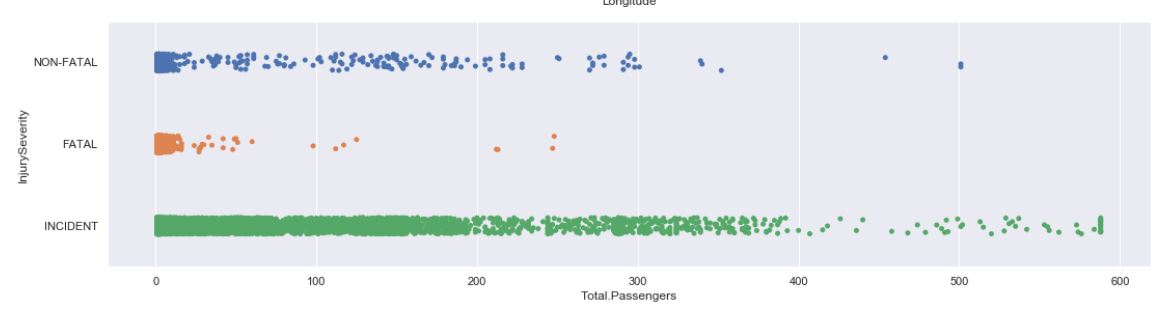 Longitude
NON-FATAL
FATAL
INCIDENT
InjurySeverity
0 100 200 300 400 500 600
Total.Passengers